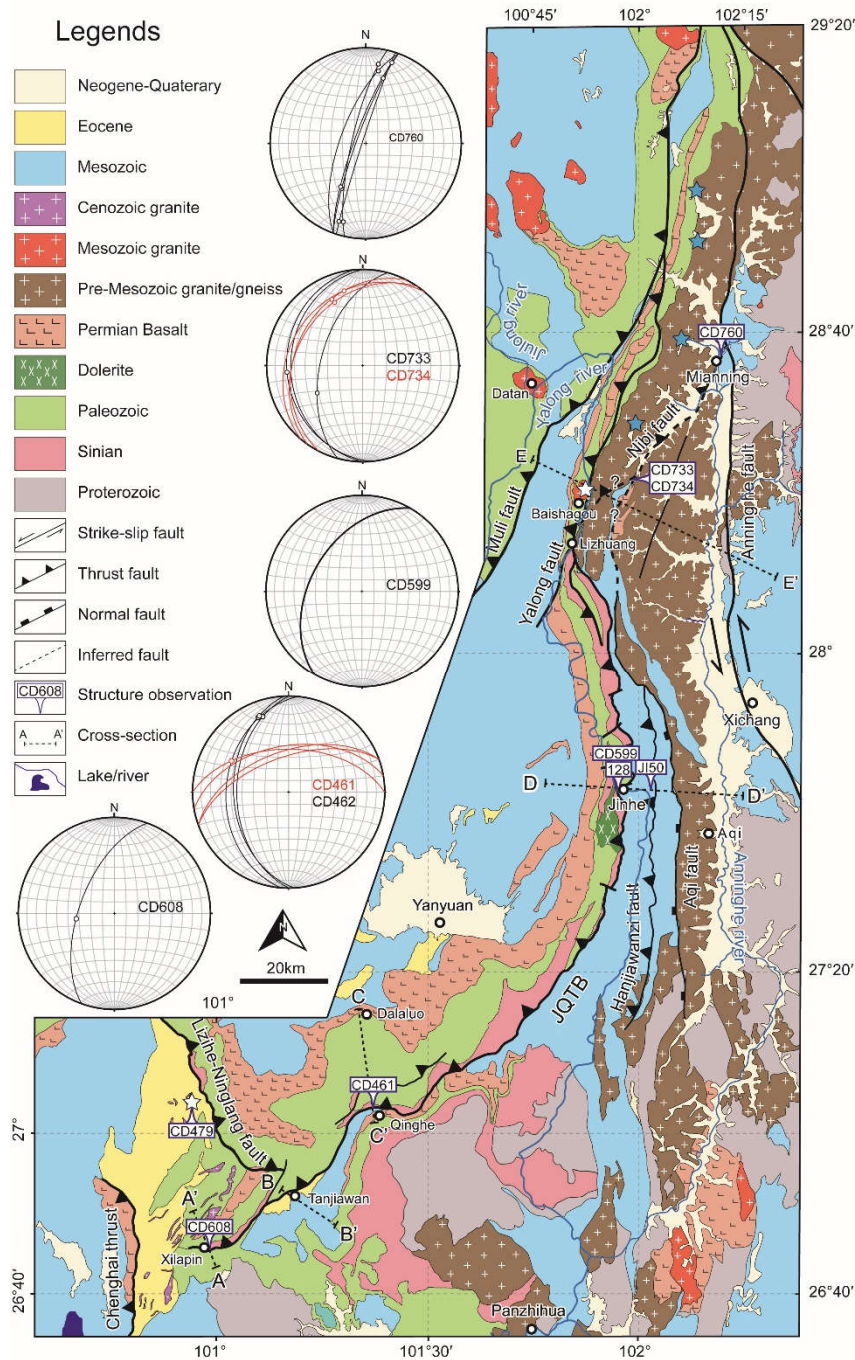 Legends
Neogene-Quaterary
Eocene
Mesozoic
Cenozoic granite
Mesozoic granite
Pre-Mesozoic granite/gneiss
Permian Basalt
Dolerite
Paleozoic
Sinian
Proterozoic
Strike-slip fault
Thrust fault
Normal fault
Inferred fault
CD608 Structure observation
A A' Cross-section
Lake/river
N
CD760
N
CD733
CD734
N
CD599
N
CD461
CD462
N
CD608
N
20km
100°45′ 102° 102°15′
29°20′
28°40′
28°
27°20′
101°
27°
26°40′
101° 101°30′ 102° 26°40′
Jiulong river
Yalong river
Datan
CD760
Mianning
Nibi fault
E
?
?
CD733
CD734
Baishagou
Lizhuang
Muli fault
Yalong fault
Anninghe fault
E'
Xichang
CD599
128
JI50
D
D'
Jinhe
Aqi
Aqi fault
Anninghe river
Hanjiawanzi fault
JQTB
Yanyuan
C
Dalaluo
Lizihe-Ninglang fault
CD461
C'
Qinghe
CD479
B
Tanjiawan
B'
A'
CD608
Xilapin
A
Chenghai thrust
Panzhihua